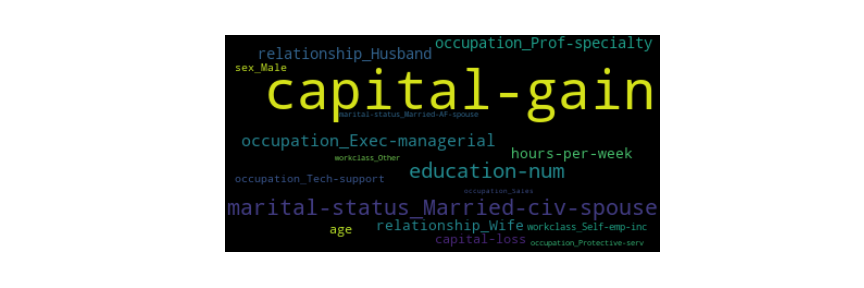 occupation_Prof-specialty
relationship_Husband
sex_Male
capital-gain
marital-status_Married-AF-spouse
occupation_Exec-managerial
hours-per-week
workclass_Other
education-num
occupation_Tech-support
occupation_Sales
marital-status_Married-civ-spouse
relationship_Wife
workclass_Self-emp-inc
age
capital-loss
occupation_Protective-serv